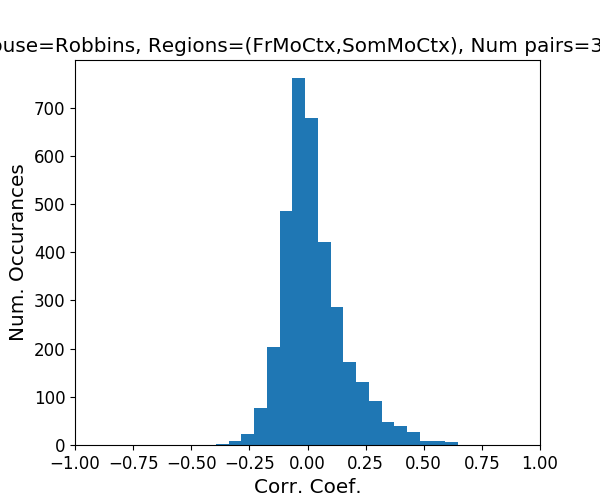 ouse=Robbins, Regions=(FrMoCtx,SomMoCtx), Num pairs=3
700
600
500
400
300
200
100
0
Num. Occurances
−1.00 −0.75 −0.50 −0.25 0.00 0.25 0.50 0.75 1.00
Corr. Coef.